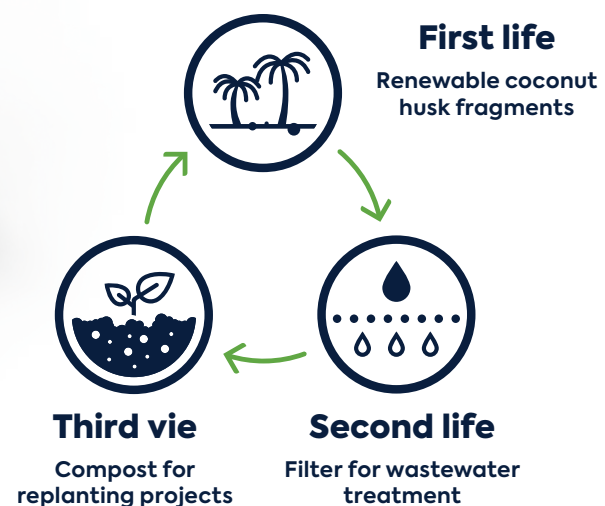 First life
Renewable coconut
husk fragments
Third vie
Compost for
replanting projects
Second life
Filter for wastewater
treatment